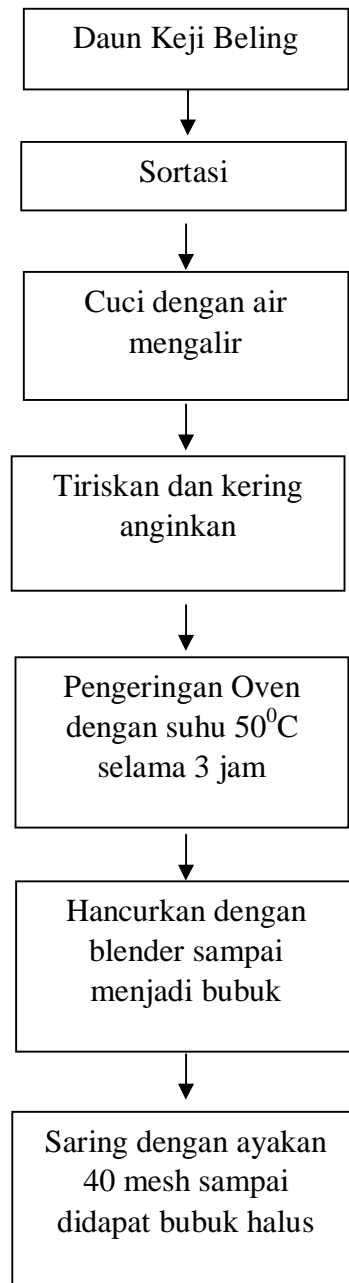 Daun Keji Beling
Sortasi
Cuci dengan air
mengalir
Tiriskan dan kering
anginkan
Pengeringan Oven
dengan suhu 50⁰C
selama 3 jam
Hancurkan dengan
blender sampai
menjadi bubuk
Saring dengan ayakan
40 mesh sampai
didapat bubuk halus